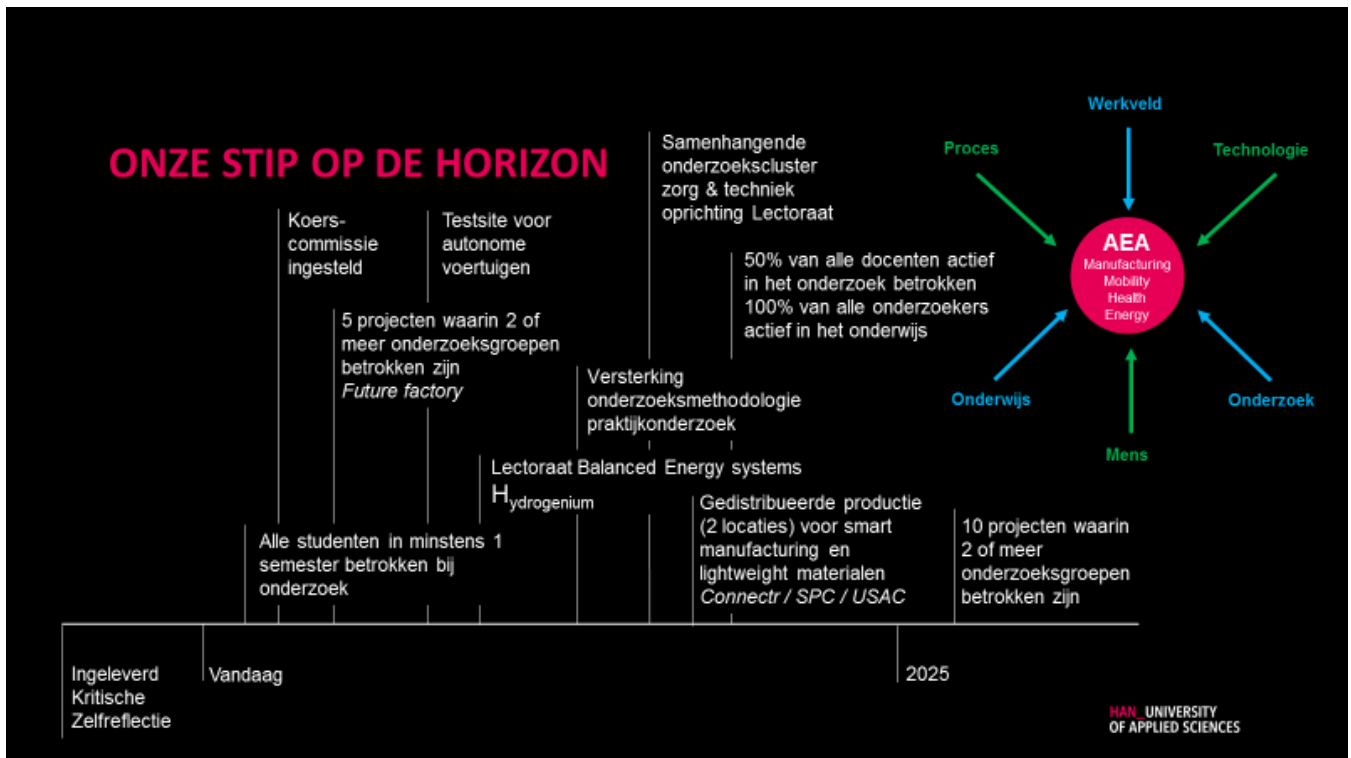 ONZE STIP OP DE HORIZON
Koers-
commissie
ingesteld
Testsite voor
autonome
voertuigen
Samenhangende
onderzoekscluster
zorg & techniek
oprichting Lectoraat
5 projecten waarin 2 of
meer onderzoeksgroepen
betrokken zijn
Future factory
50% van alle docenten actief
in het onderzoek betrokken
100% van alle onderzoekers
actief in het onderwijs
Versterking
onderzoeksmethodologie
praktijkonderzoek
Lectoraat Balanced Energy systems
Hydrogenium
Alle studenten in minstens 1
semester betrokken bij
onderzoek
Gedistribueerde productie
(2 locaties) voor smart
manufacturing en
lightweight materialen
Connectr / SPC / USAC
10 projecten waarin
2 of meer
onderzoeksgroepen
betrokken zijn
Ingeleverd
Kritische
Zelfreflectie
Vandaag
2025
Werkveld
Proces
Technologie
AEA
Manufacturing
Mobility
Health
Energy
Onderwijs
Onderzoek
Mens
HAN_UNIVERSITY
OF APPLIED SCIENCES